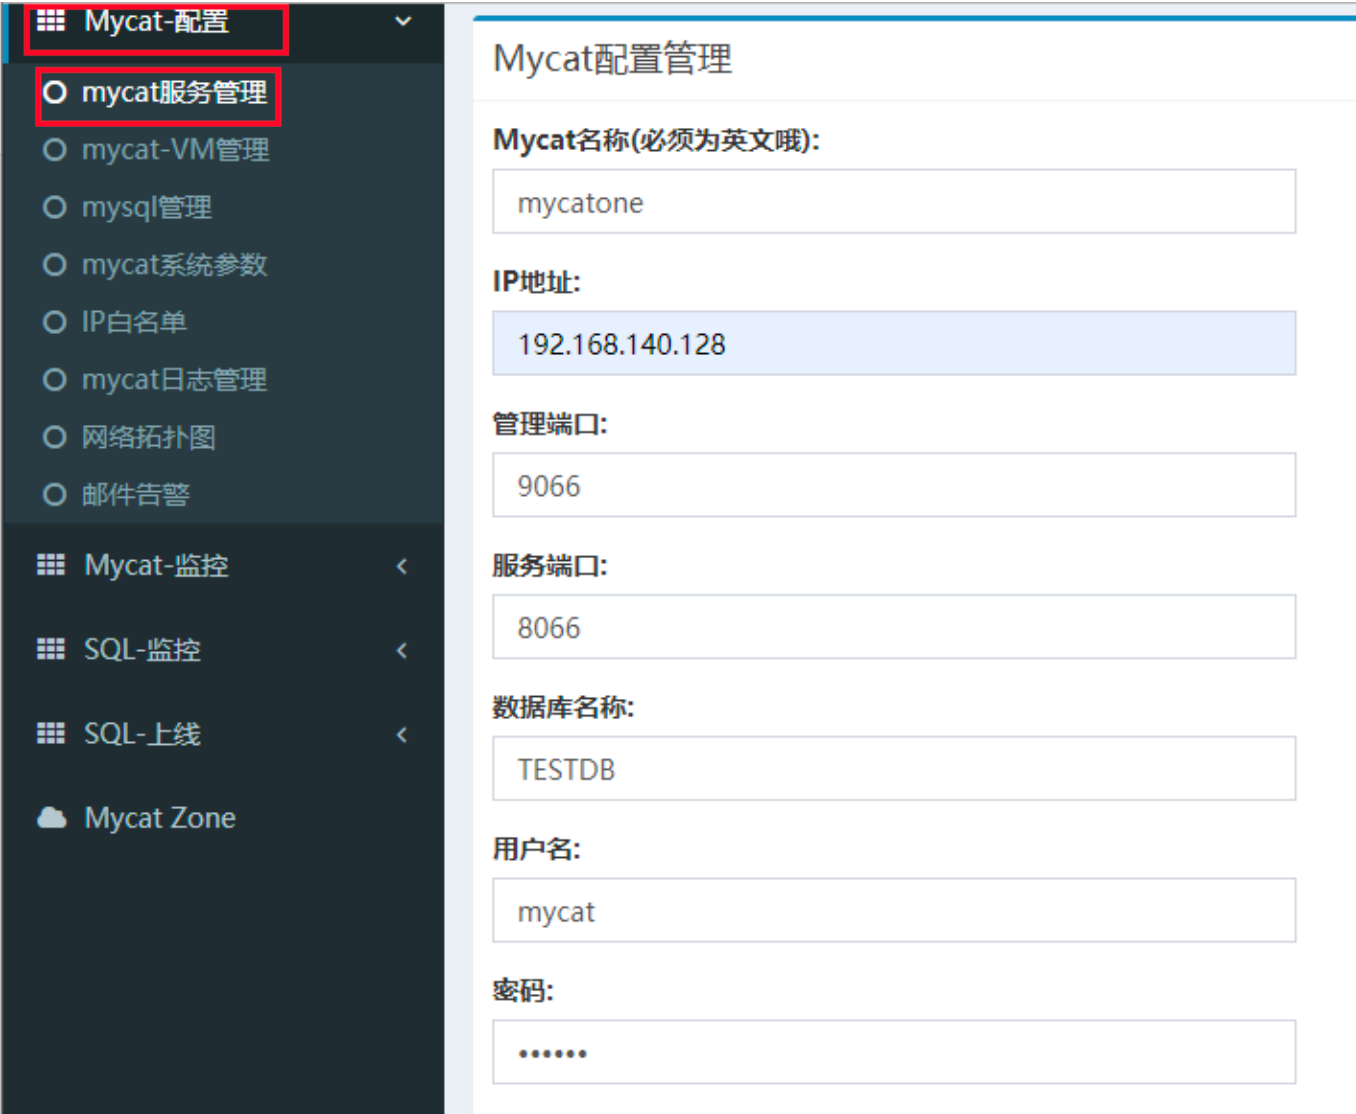 Mycat-配置
mycat服务管理
mycat-VM管理
mysql管理
mycat系统参数
IP白名单
mycat日志管理
网络拓扑图
邮件告警
Mycat-监控
SQL-监控
SQL-上线
Mycat Zone
Mycat配置管理
Mycat名称(必须为英文哦):
mycatone
IP地址:
192.168.140.128
管理端口:
9066
服务端口:
8066
数据库名称:
TESTDB
用户名:
mycat
密码:
••••••